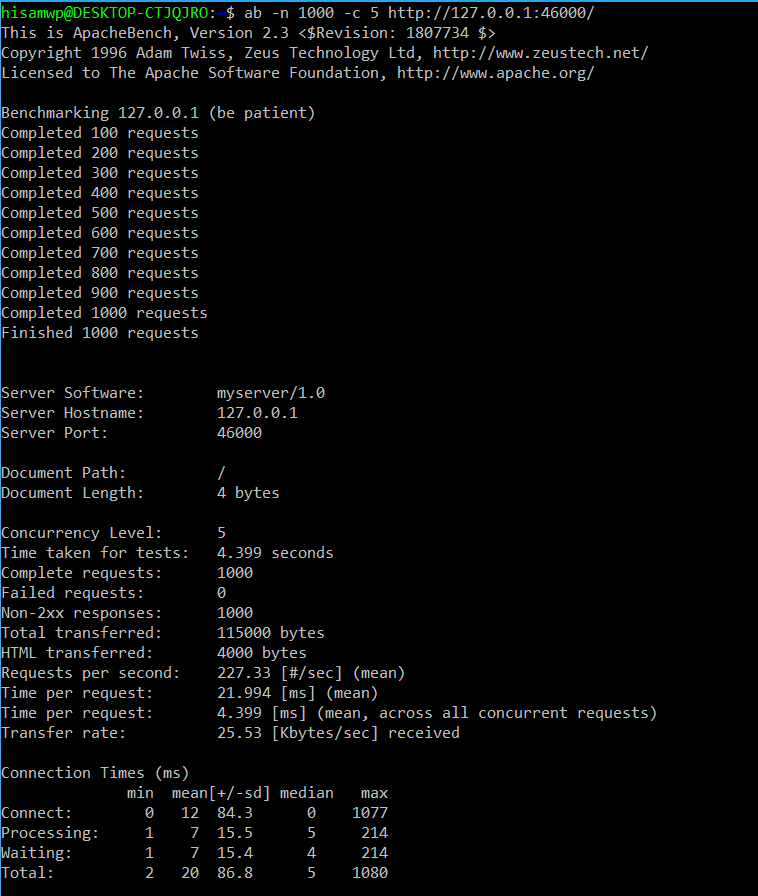 hisamwp@DESKTOP-CTJQJRO:~$ ab -n 1000 -c 5 http://127.0.0.1:46000/
This is ApacheBench, Version 2.3 <$Revision: 1807734 $>
Copyright 1996 Adam Twiss, Zeus Technology Ltd, http://www.zeustech.net/
Licensed to The Apache Software Foundation, http://www.apache.org/

Benchmarking 127.0.0.1 (be patient)
Completed 100 requests
Completed 200 requests
Completed 300 requests
Completed 400 requests
Completed 500 requests
Completed 600 requests
Completed 700 requests
Completed 800 requests
Completed 900 requests
Completed 1000 requests
Finished 1000 requests


Server Software:        myserver/1.0
Server Hostname:        127.0.0.1
Server Port:            46000

Document Path:          /
Document Length:        4 bytes

Concurrency Level:      5
Time taken for tests:   4.399 seconds
Complete requests:      1000
Failed requests:        0
Non-2xx responses:      1000
Total transferred:      115000 bytes
HTML transferred:       4000 bytes
Requests per second:    227.33 [#/sec] (mean)
Time per request:       21.994 [ms] (mean)
Time per request:       4.399 [ms] (mean, across all concurrent requests)
Transfer rate:          25.53 [Kbytes/sec] received

Connection Times (ms)
              min  mean[+/-sd] median   max
Connect:        0   12  84.3      0    1077
Processing:     1    7  15.5      5     214
Waiting:        1    7  15.4      4     214
Total:          2   20  86.8      5    1080